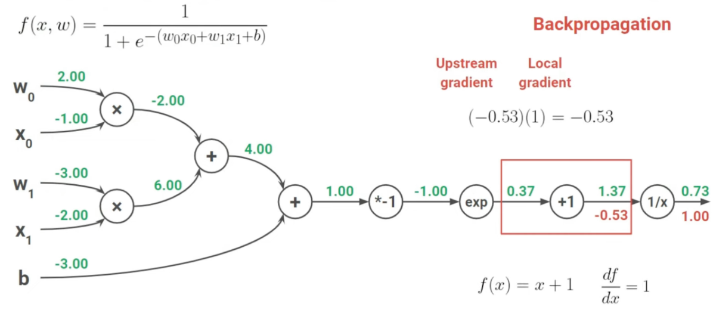 f(x, w) = 1 / (1 + e^{-(w_0x_0+w_1x_1+b)})
Backpropagation
Upstream gradient
Local gradient
(−0.53)(1) = −0.53
w_0
2.00
×
-2.00
-1.00
x_0
+
4.00
w_1
-3.00
×
6.00
-2.00
x_1
+
1.00
*-1
-1.00
exp
0.37
+1
1.37
-0.53
1/x
0.73
1.00
b
-3.00
f(x) = x + 1
df/dx = 1